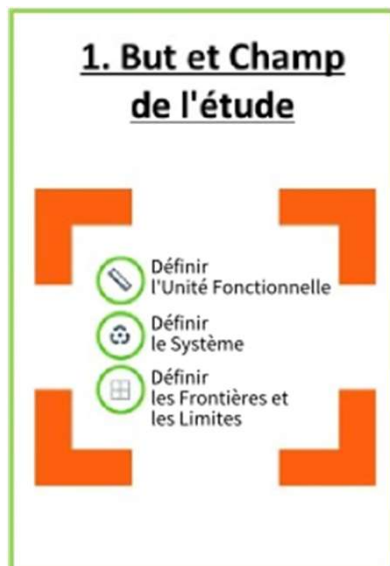 1. But et Champ
de l'étude
Définir
l'Unité Fonctionnelle
Définir
le Système
Définir
les Frontières et
les Limites